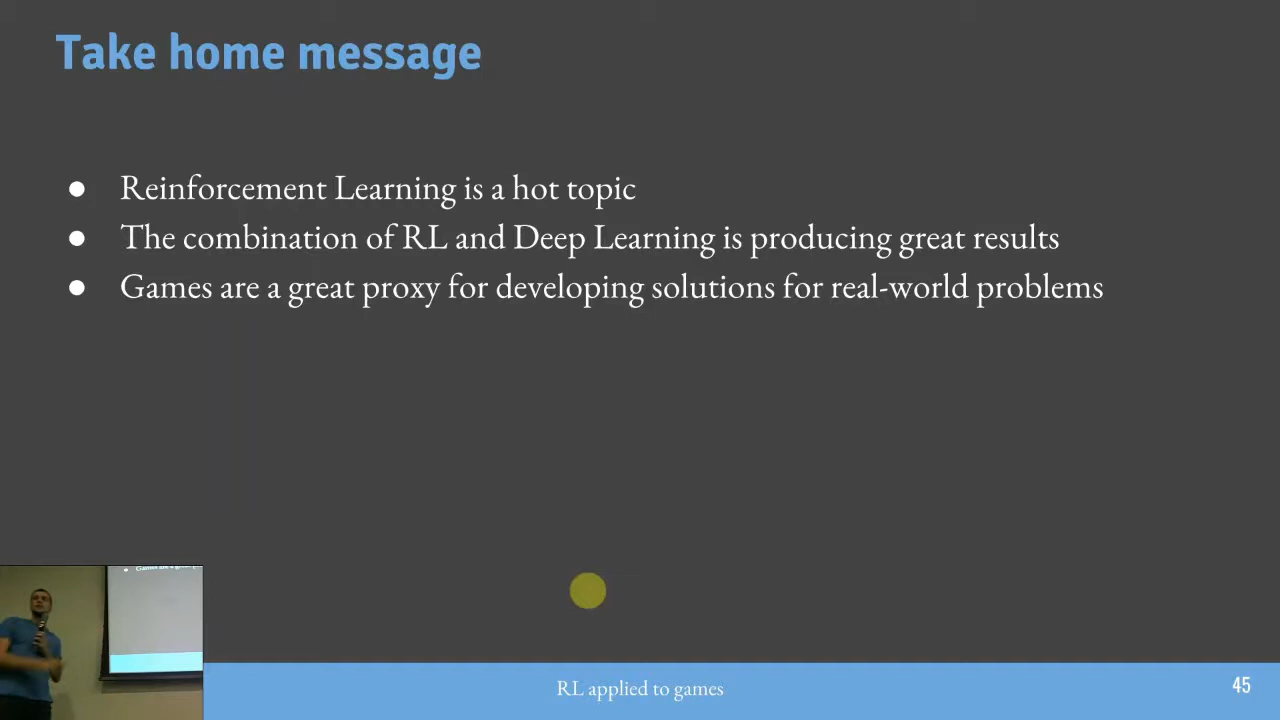 Take home message
● Reinforcement Learning is a hot topic
● The combination of RL and Deep Learning is producing great results
● Games are a great proxy for developing solutions for real-world problems
RL applied to games
45